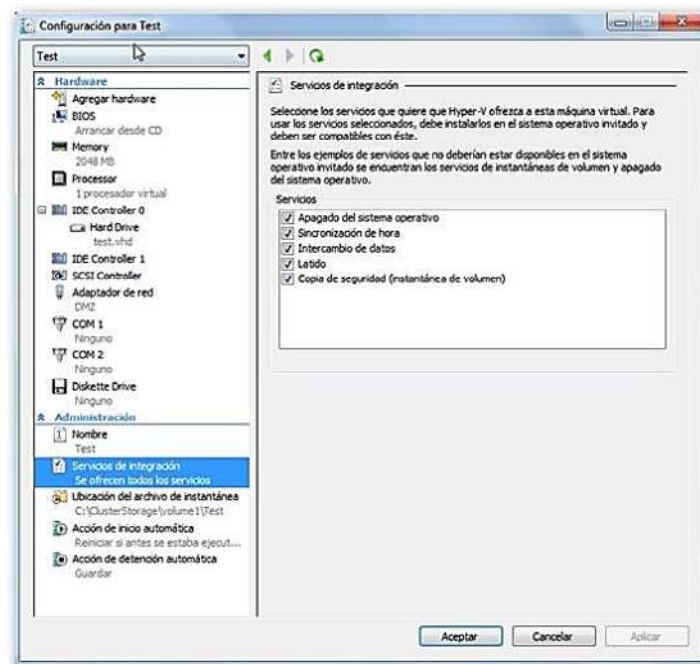 Configuración para Test
Test
Hardware
Agregar hardware
BIOS
Arrancar desde CD
Memory
2048 MB
Processor
1 procesador virtual
IDE Controller 0
Hard Drive
test.vhd
IDE Controller 1
SCSI Controller
Adaptador de red
DMZ
COM 1
Ninguno
COM 2
Ninguno
Diskette Drive
Ninguno
Administración
Nombre
Test
Servicios de integración
Se ofrecen todos los servicios
Ubicación del archivo de instantánea
C:\ClusterStorage\volume1\Test
Acción de inicio automática
Reiniciar si antes se estaba ejecut...
Acción de detención automática
Guardar
Servicios de integración
Seleccione los servicios que quiere que Hyper-V ofrezca a esta máquina virtual. Para
usar los servicios seleccionados, debe instalarlos en el sistema operativo invitado y
deben ser compatibles con éste.
Entre los ejemplos de servicios que no deberían estar disponibles en el sistema
operativo invitado se encuentran los servicios de instantáneas de volumen y apagado
del sistema operativo.
Servicios
Apagado del sistema operativo
Sincronización de hora
Intercambio de datos
Latido
Copia de seguridad (instantánea de volumen)
Aceptar
Cancelar
Aplicar